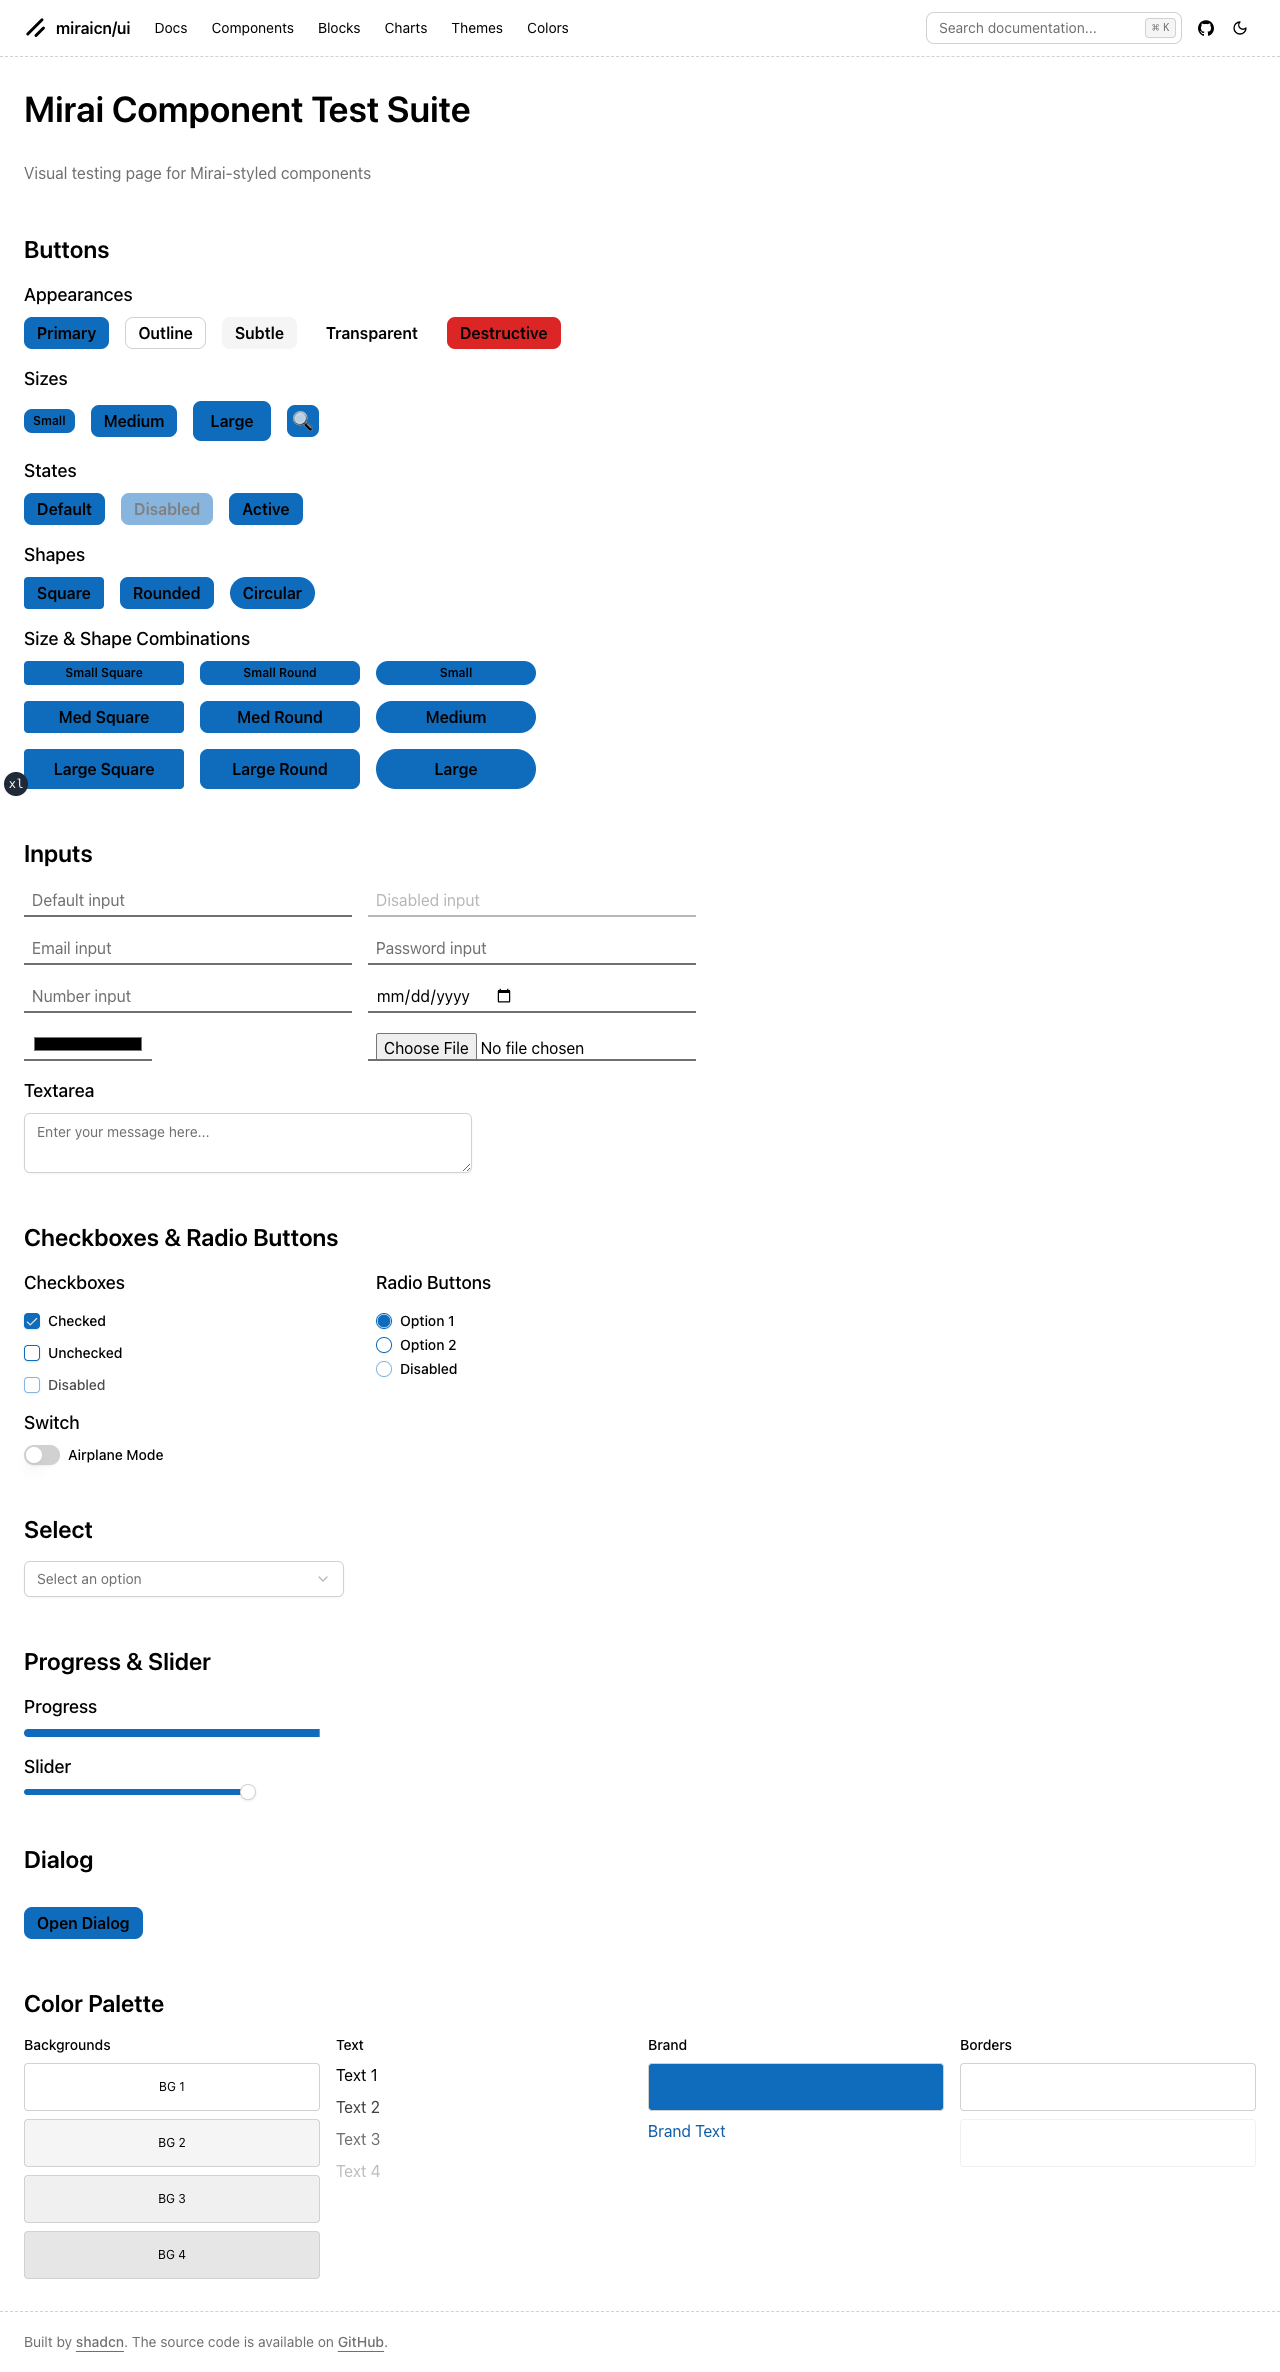 miraicn/ui Docs Components Blocks Charts Themes Colors Search documentation... ⌘ K
Mirai Component Test Suite
Visual testing page for Mirai-styled components
Buttons
Appearances
Primary Outline Subtle Transparent Destructive
Sizes
Small Medium Large
States
Default Disabled Active
Shapes
Square Rounded Circular
Size & Shape Combinations
Small Square Small Round Small
Med Square Med Round Medium
Large Square Large Round Large
xl
Inputs
Default input Disabled input
Email input Password input
Number input mm/dd/yyyy
Choose File No file chosen
Textarea
Enter your message here...
Checkboxes & Radio Buttons
Checkboxes Radio Buttons
Checked Option 1
Unchecked Option 2
Disabled Disabled
Switch
Airplane Mode
Select
Select an option
Progress & Slider
Progress
Slider
Dialog
Open Dialog
Color Palette
Backgrounds Text Brand Borders
BG 1 Text 1
BG 2 Text 2 Brand Text
BG 3 Text 3
BG 4 Text 4
Built by shadcn. The source code is available on GitHub.